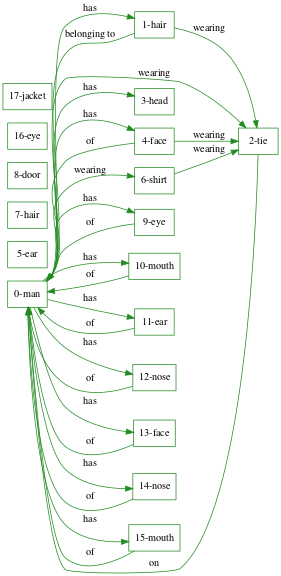 has
1-hair
wearing
belonging to
wearing
17-jacket
has
3-head
has
16-eye
of
4-face
wearing
2-tie
wearing
8-door
wearing
6-shirt
has
7-hair
of
9-eye
5-ear
has
10-mouth
of
0-man
has
11-ear
of
has
12-nose
of
has
13-face
of
has
14-nose
of
has
15-mouth
of
on